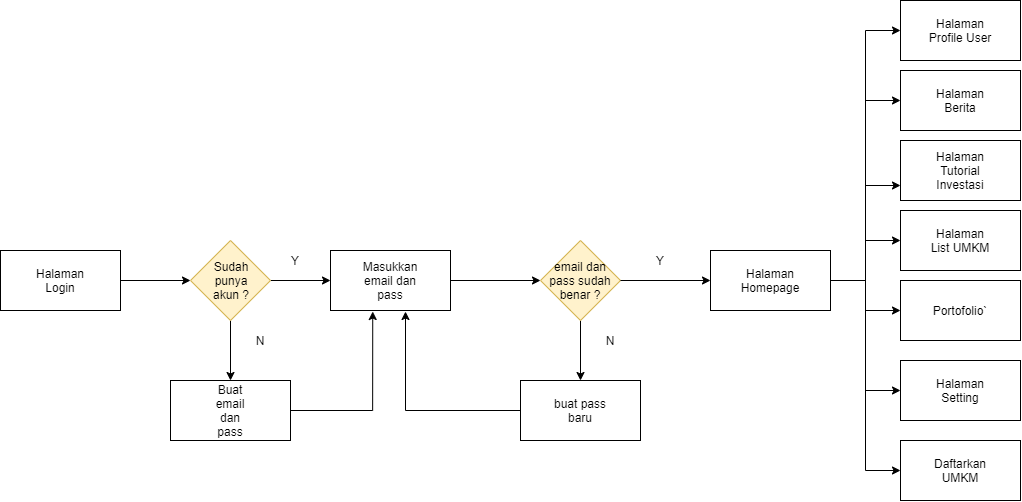 Halaman
Login
Sudah
punya
akun ?
Y
N
Buat
email
dan
pass
Masukkan
email dan
pass
email dan
pass sudah
benar ?
Y
N
buat pass
baru
Halaman
Homepage
Halaman
Profile User
Halaman
Berita
Halaman
Tutorial
Investasi
Halaman
List UMKM
Portofolio`
Halaman
Setting
Daftarkan
UMKM